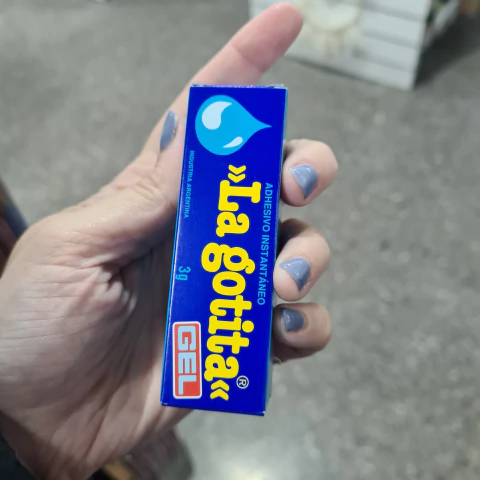 ADHESIVO INSTANTÁNEO
»La gotita«®
INDUSTRIA ARGENTINA
3g
GEL